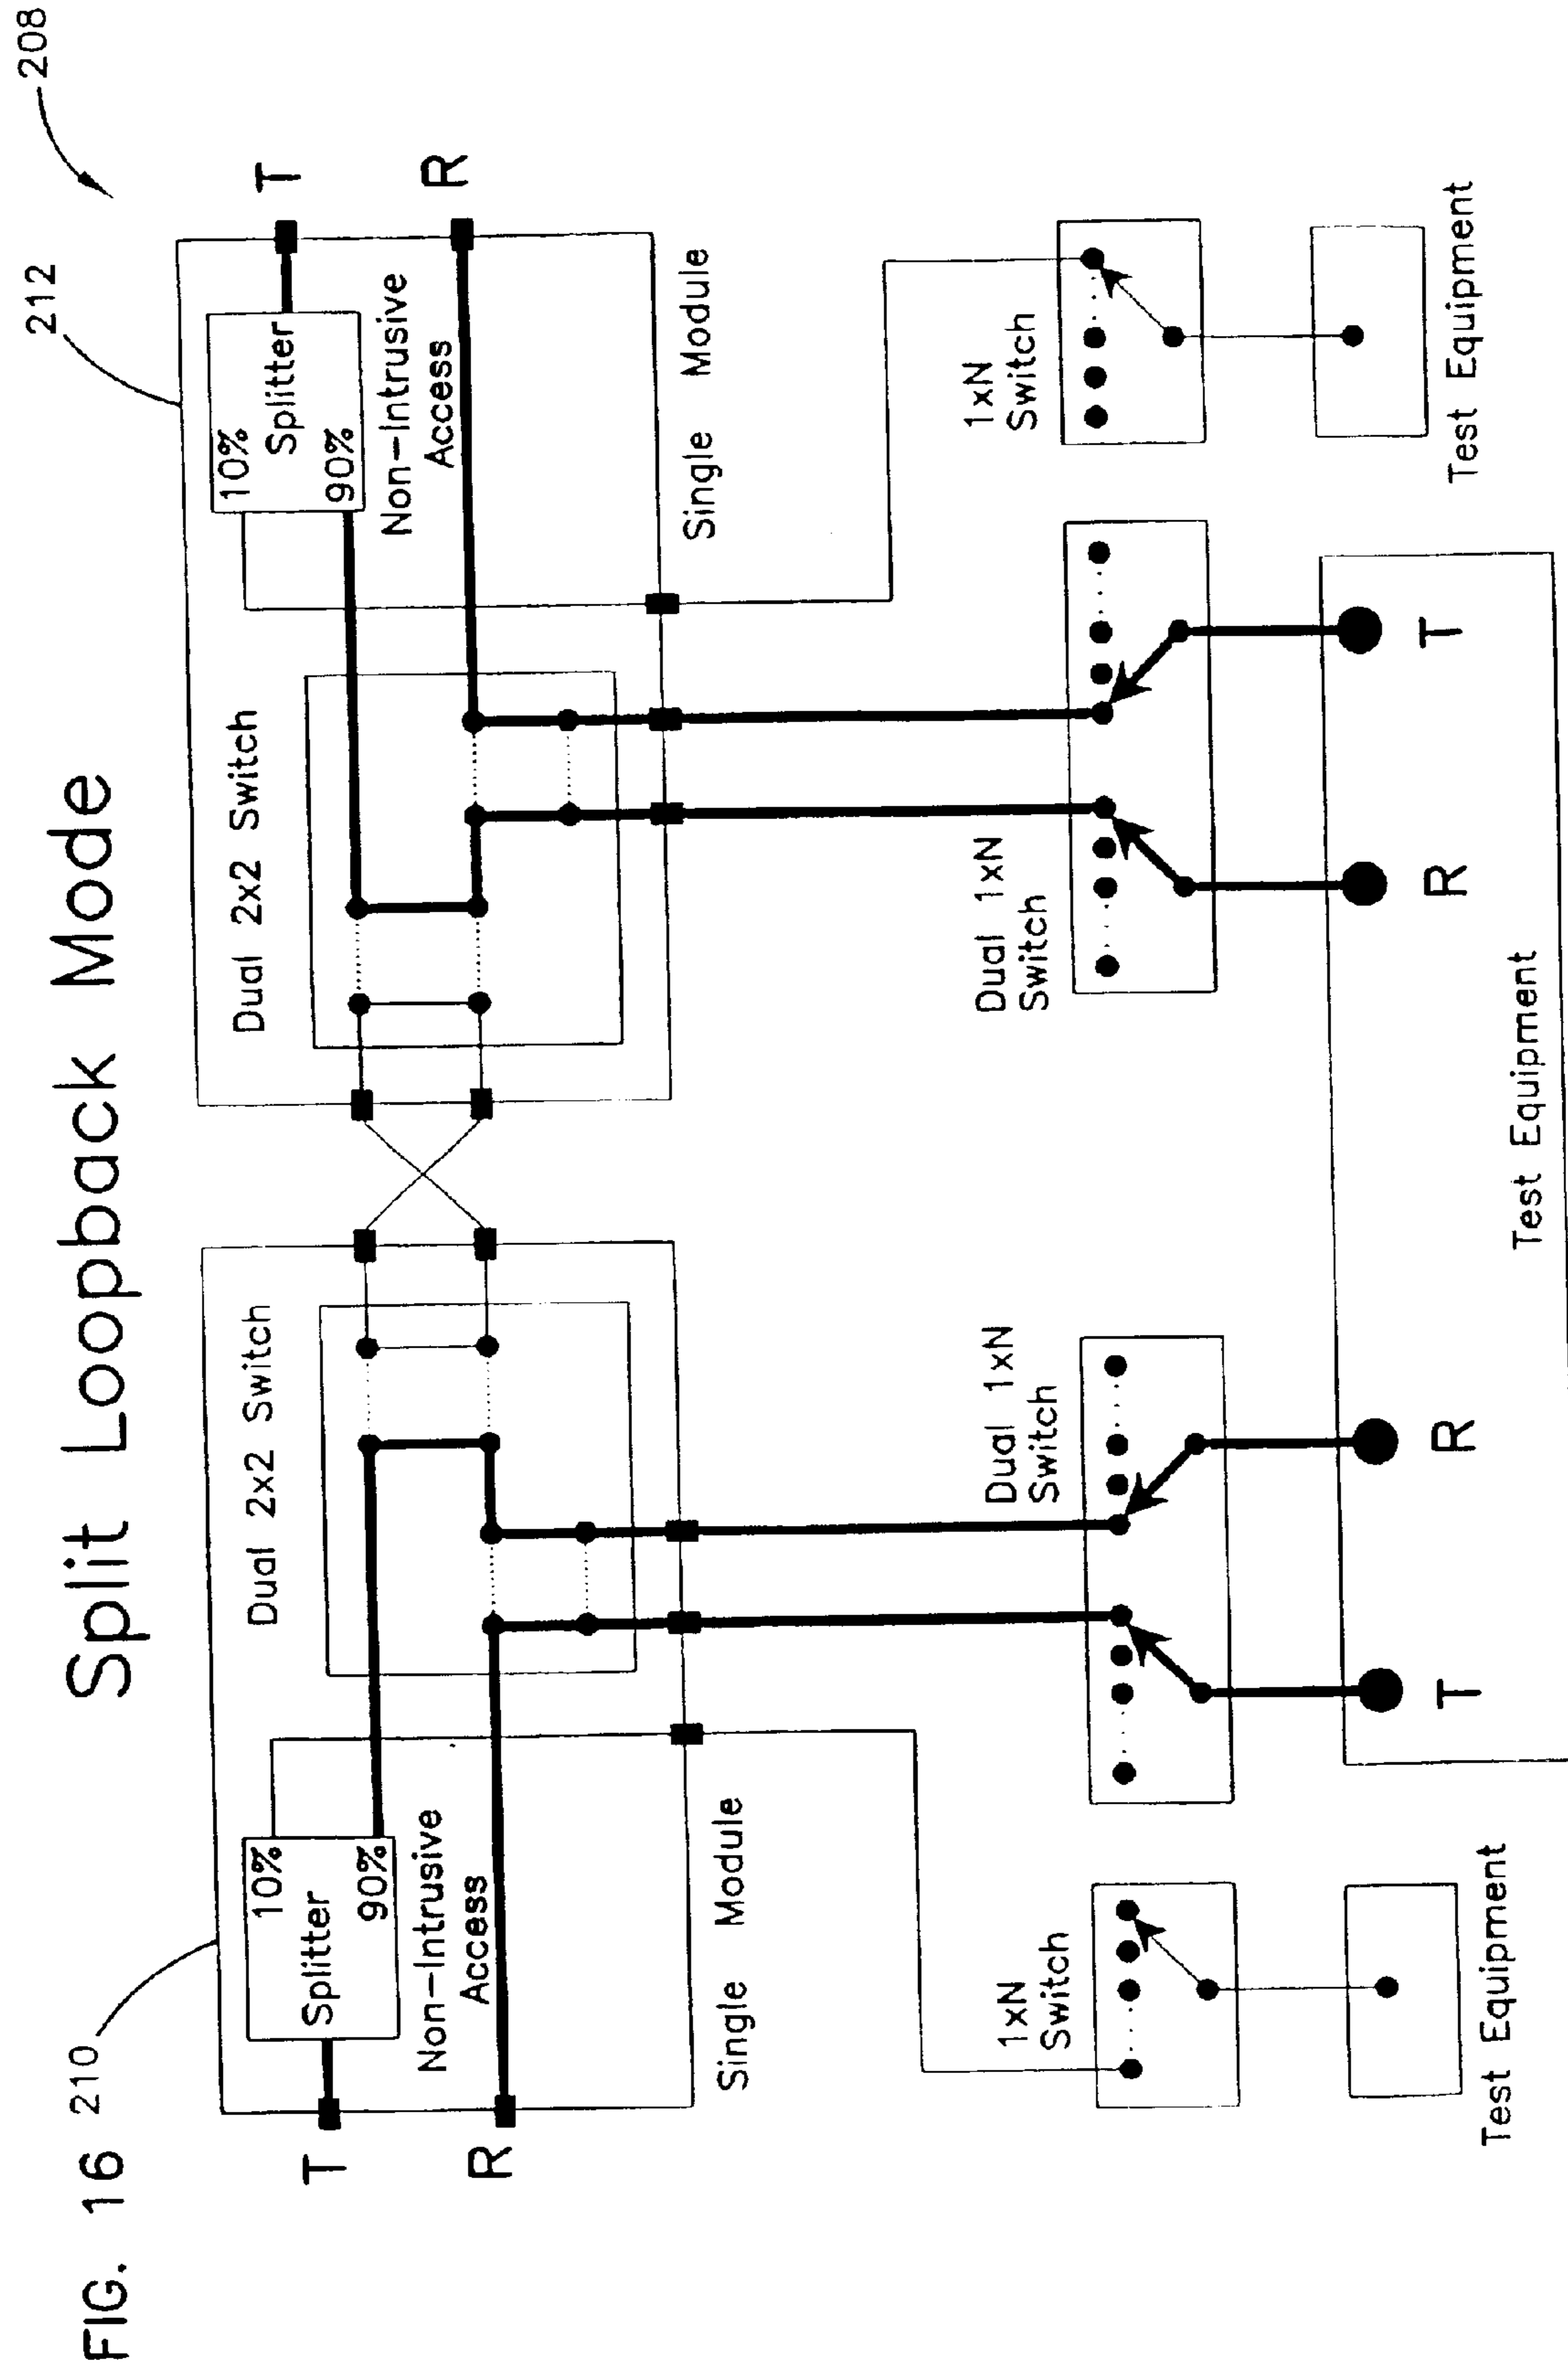 FIG. 16
Split Loopback Mode
208
210
212
T
10%
Splitter
90%
Non-Intrusive
Access
R
Single Module
Dual 2x2 Switch
Dual 2x2 Switch
10%
Splitter
90%
T
Non-Intrusive
Access
R
Single Module
1xN
Switch
Dual 1xN
Switch
Dual 1xN
Switch
1xN
Switch
Test Equipment
T
R
Test Equipment
R
T
Test Equipment